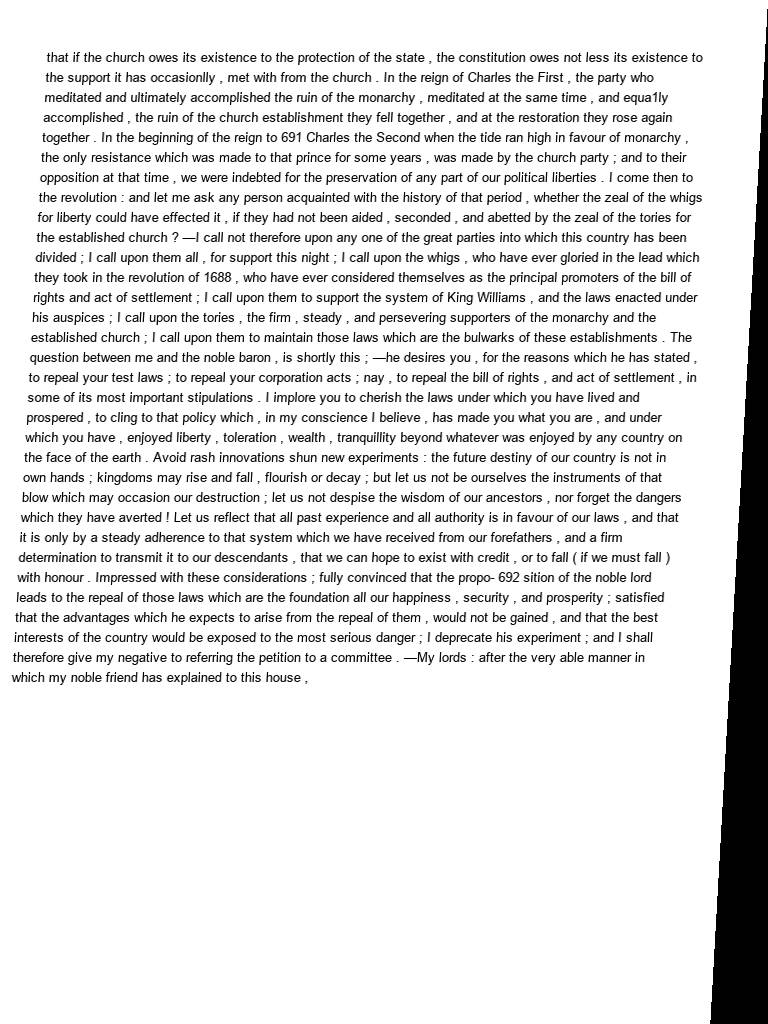 that if the church owes its existence to the protection of the state , the constitution owes not less its existence to
the support it has occasionlly , met with from the church . In the reign of Charles the First , the party who
meditated and ultimately accomplished the ruin of the monarchy , meditated at the same time , and equa1ly
accomplished , the ruin of the church establishment they fell together , and at the restoration they rose again
together . In the beginning of the reign to 691 Charles the Second when the tide ran high in favour of monarchy ,
the only resistance which was made to that prince for some years , was made by the church party ; and to their
opposition at that time , we were indebted for the preservation of any part of our political liberties . I come then to
the revolution : and let me ask any person acquainted with the history of that period , whether the zeal of the whigs
for liberty could have effected it , if they had not been aided , seconded , and abetted by the zeal of the tories for
the established church ? —I call not therefore upon any one of the great parties into which this country has been
divided ; I call upon them all , for support this night ; I call upon the whigs , who have ever gloried in the lead which
they took in the revolution of 1688 , who have ever considered themselves as the principal promoters of the bill of
rights and act of settlement ; I call upon them to support the system of King Williams , and the laws enacted under
his auspices ; I call upon the tories , the firm , steady , and persevering supporters of the monarchy and the
established church ; I call upon them to maintain those laws which are the bulwarks of these establishments . The
question between me and the noble baron , is shortly this ; —he desires you , for the reasons which he has stated ,
to repeal your test laws ; to repeal your corporation acts ; nay , to repeal the bill of rights , and act of settlement , in
some of its most important stipulations . I implore you to cherish the laws under which you have lived and
prospered , to cling to that policy which , in my conscience I believe , has made you what you are , and under
which you have , enjoyed liberty , toleration , wealth , tranquillity beyond whatever was enjoyed by any country on
the face of the earth . Avoid rash innovations shun new experiments : the future destiny of our country is not in
own hands ; kingdoms may rise and fall , flourish or decay ; but let us not be ourselves the instruments of that
blow which may occasion our destruction ; let us not despise the wisdom of our ancestors , nor forget the dangers
which they have averted ! Let us reflect that all past experience and all authority is in favour of our laws , and that
it is only by a steady adherence to that system which we have received from our forefathers , and a firm
determination to transmit it to our descendants , that we can hope to exist with credit , or to fall ( if we must fall )
with honour . Impressed with these considerations ; fully convinced that the propo- 692 sition of the noble lord
leads to the repeal of those laws which are the foundation all our happiness , security , and prosperity ; satisfied
that the advantages which he expects to arise from the repeal of them , would not be gained , and that the best
interests of the country would be exposed to the most serious danger ; I deprecate his experiment ; and I shall
therefore give my negative to referring the petition to a committee . —My lords : after the very able manner in
which my noble friend has explained to this house ,